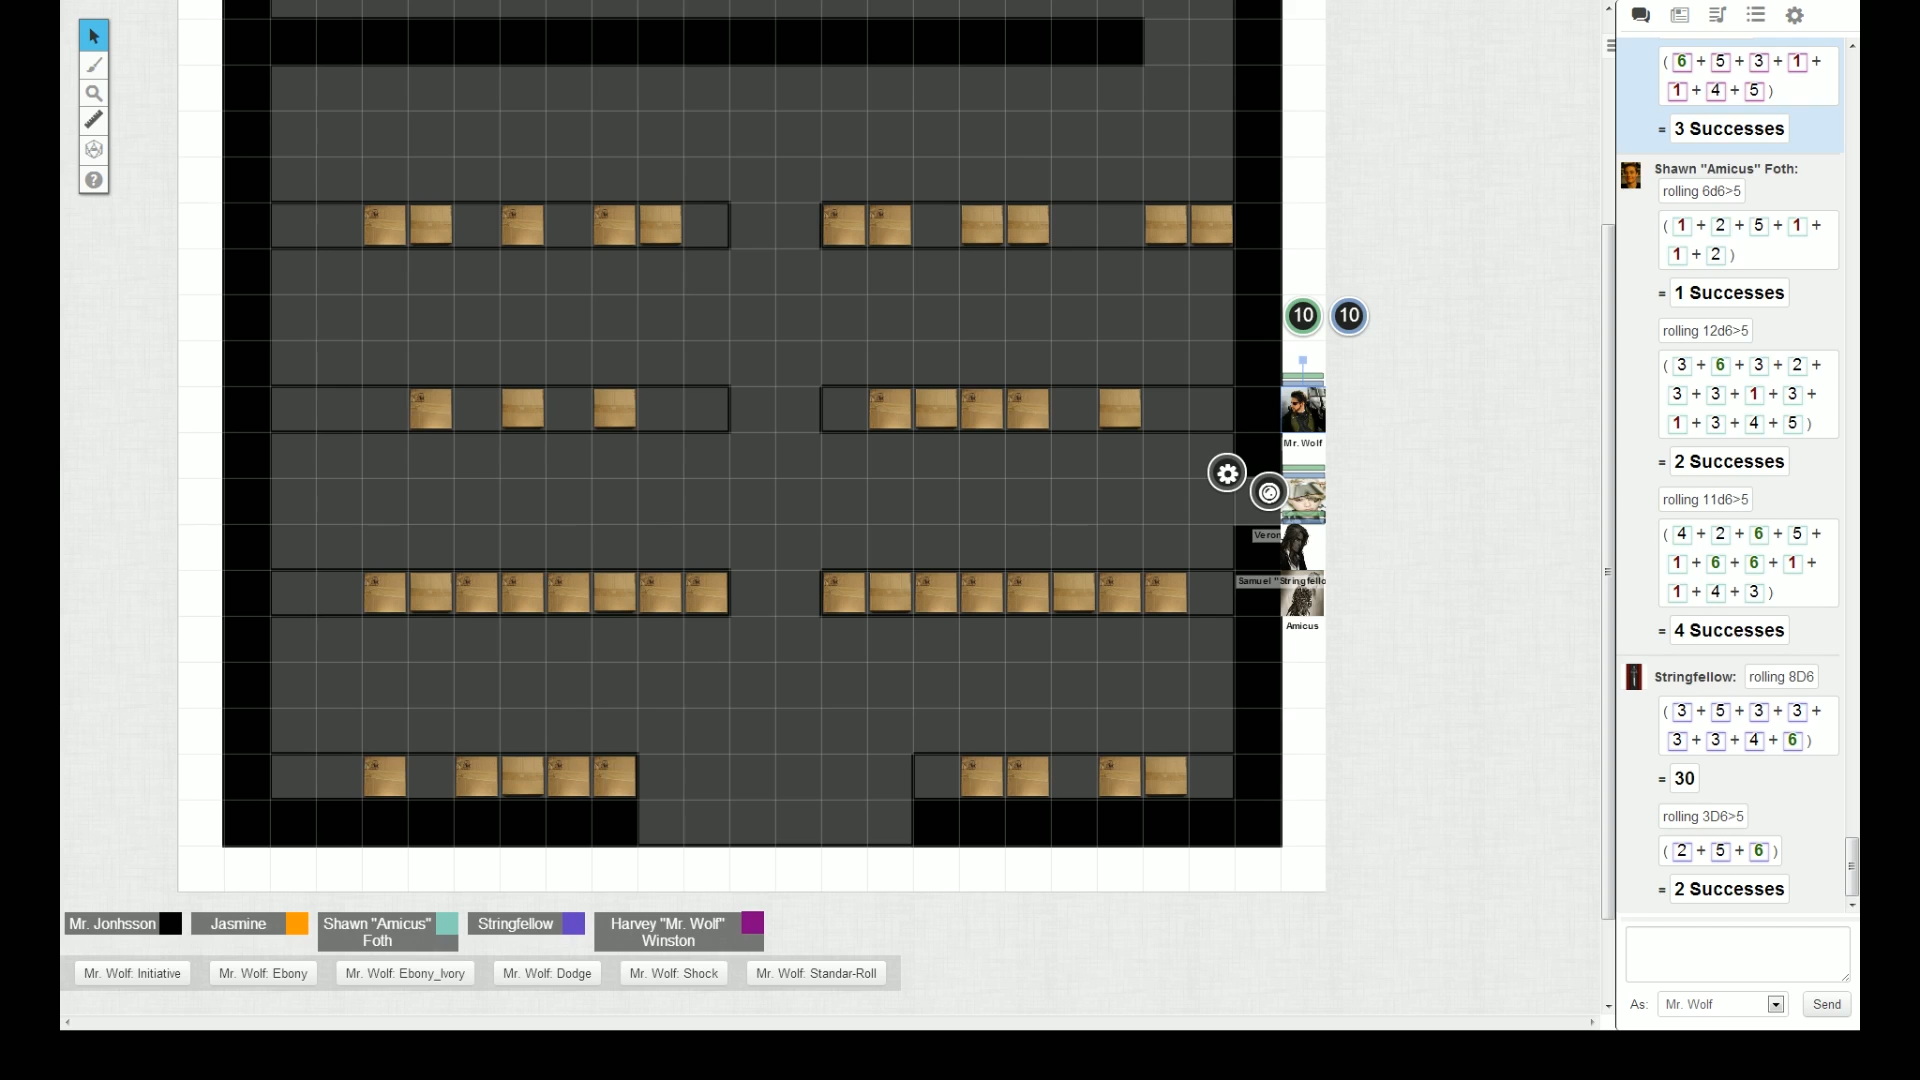 ( 6 + 5 + 3 + 1 +
1 + 4 + 5 )
= 3 Successes
Shawn "Amicus" Foth:
rolling 6d6>5
( 1 + 2 + 5 + 1 +
1 + 2 )
= 1 Successes
rolling 12d6>5
( 3 + 6 + 3 + 2 +
3 + 3 + 1 + 3 +
1 + 3 + 4 + 5 )
= 2 Successes
rolling 11d6>5
( 4 + 2 + 6 + 5 +
1 + 6 + 6 + 1 +
1 + 4 + 3 )
= 4 Successes
Stringfellow: rolling 8D6
( 3 + 5 + 3 + 3 +
3 + 3 + 4 + 6 )
= 30
rolling 3D6>5
( 2 + 5 + 6 )
= 2 Successes
As: Mr. Wolf Send
10 10
Mr. Wolf
Veron
Samuel "Stringfello
Amicus
Mr. Jonhsson Jasmine Shawn "Amicus" Foth Stringfellow Harvey "Mr. Wolf" Winston
Mr. Wolf: Initiative Mr. Wolf: Ebony Mr. Wolf: Ebony_Ivory Mr. Wolf: Dodge Mr. Wolf: Shock Mr. Wolf: Standar-Roll